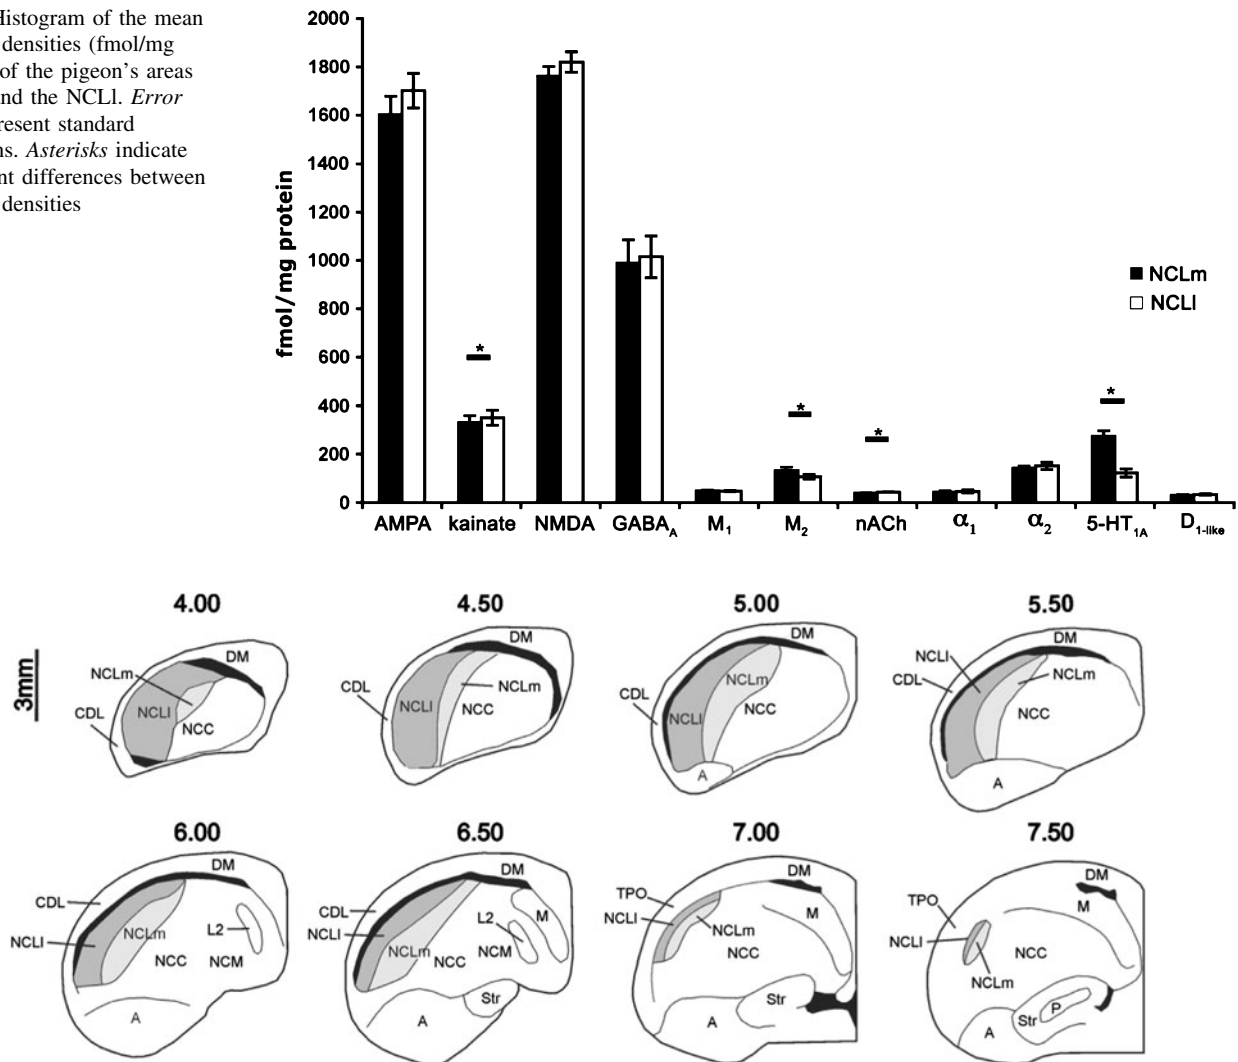 Histogram of the mean
densities (fmol/mg
of the pigeon's areas
and the NCLl. Error
present standard
ns. Asterisks indicate
nt differences between
densities
2000
1800
1600
1400
1200
1000
800
600
400
200
0
fmol/mg protein
*
*
*
*
NCLm
NCLl
AMPA kainate NMDA GABAA M1 M2 nACh α1 α2 5-HT1A D1-like
3mm
4.00
DM
NCLm
CDL
NCLl
NCC
4.50
DM
CDL
NCLm
NCLl
NCC
5.00
DM
CDL
NCLm
NCLl
NCC
A
5.50
DM
NCLl
CDL
NCLm
NCC
A
6.00
DM
CDL
NCLl
NCLm
L2
NCC
NCM
A
6.50
DM
CDL
NCLl
NCLm
L2
M
NCC
NCM
Str
A
7.00
DM
TPO
NCLl
NCLm
M
NCC
Str
A
7.50
DM
TPO
M
NCLl
NCLm
NCC
P
Str
A